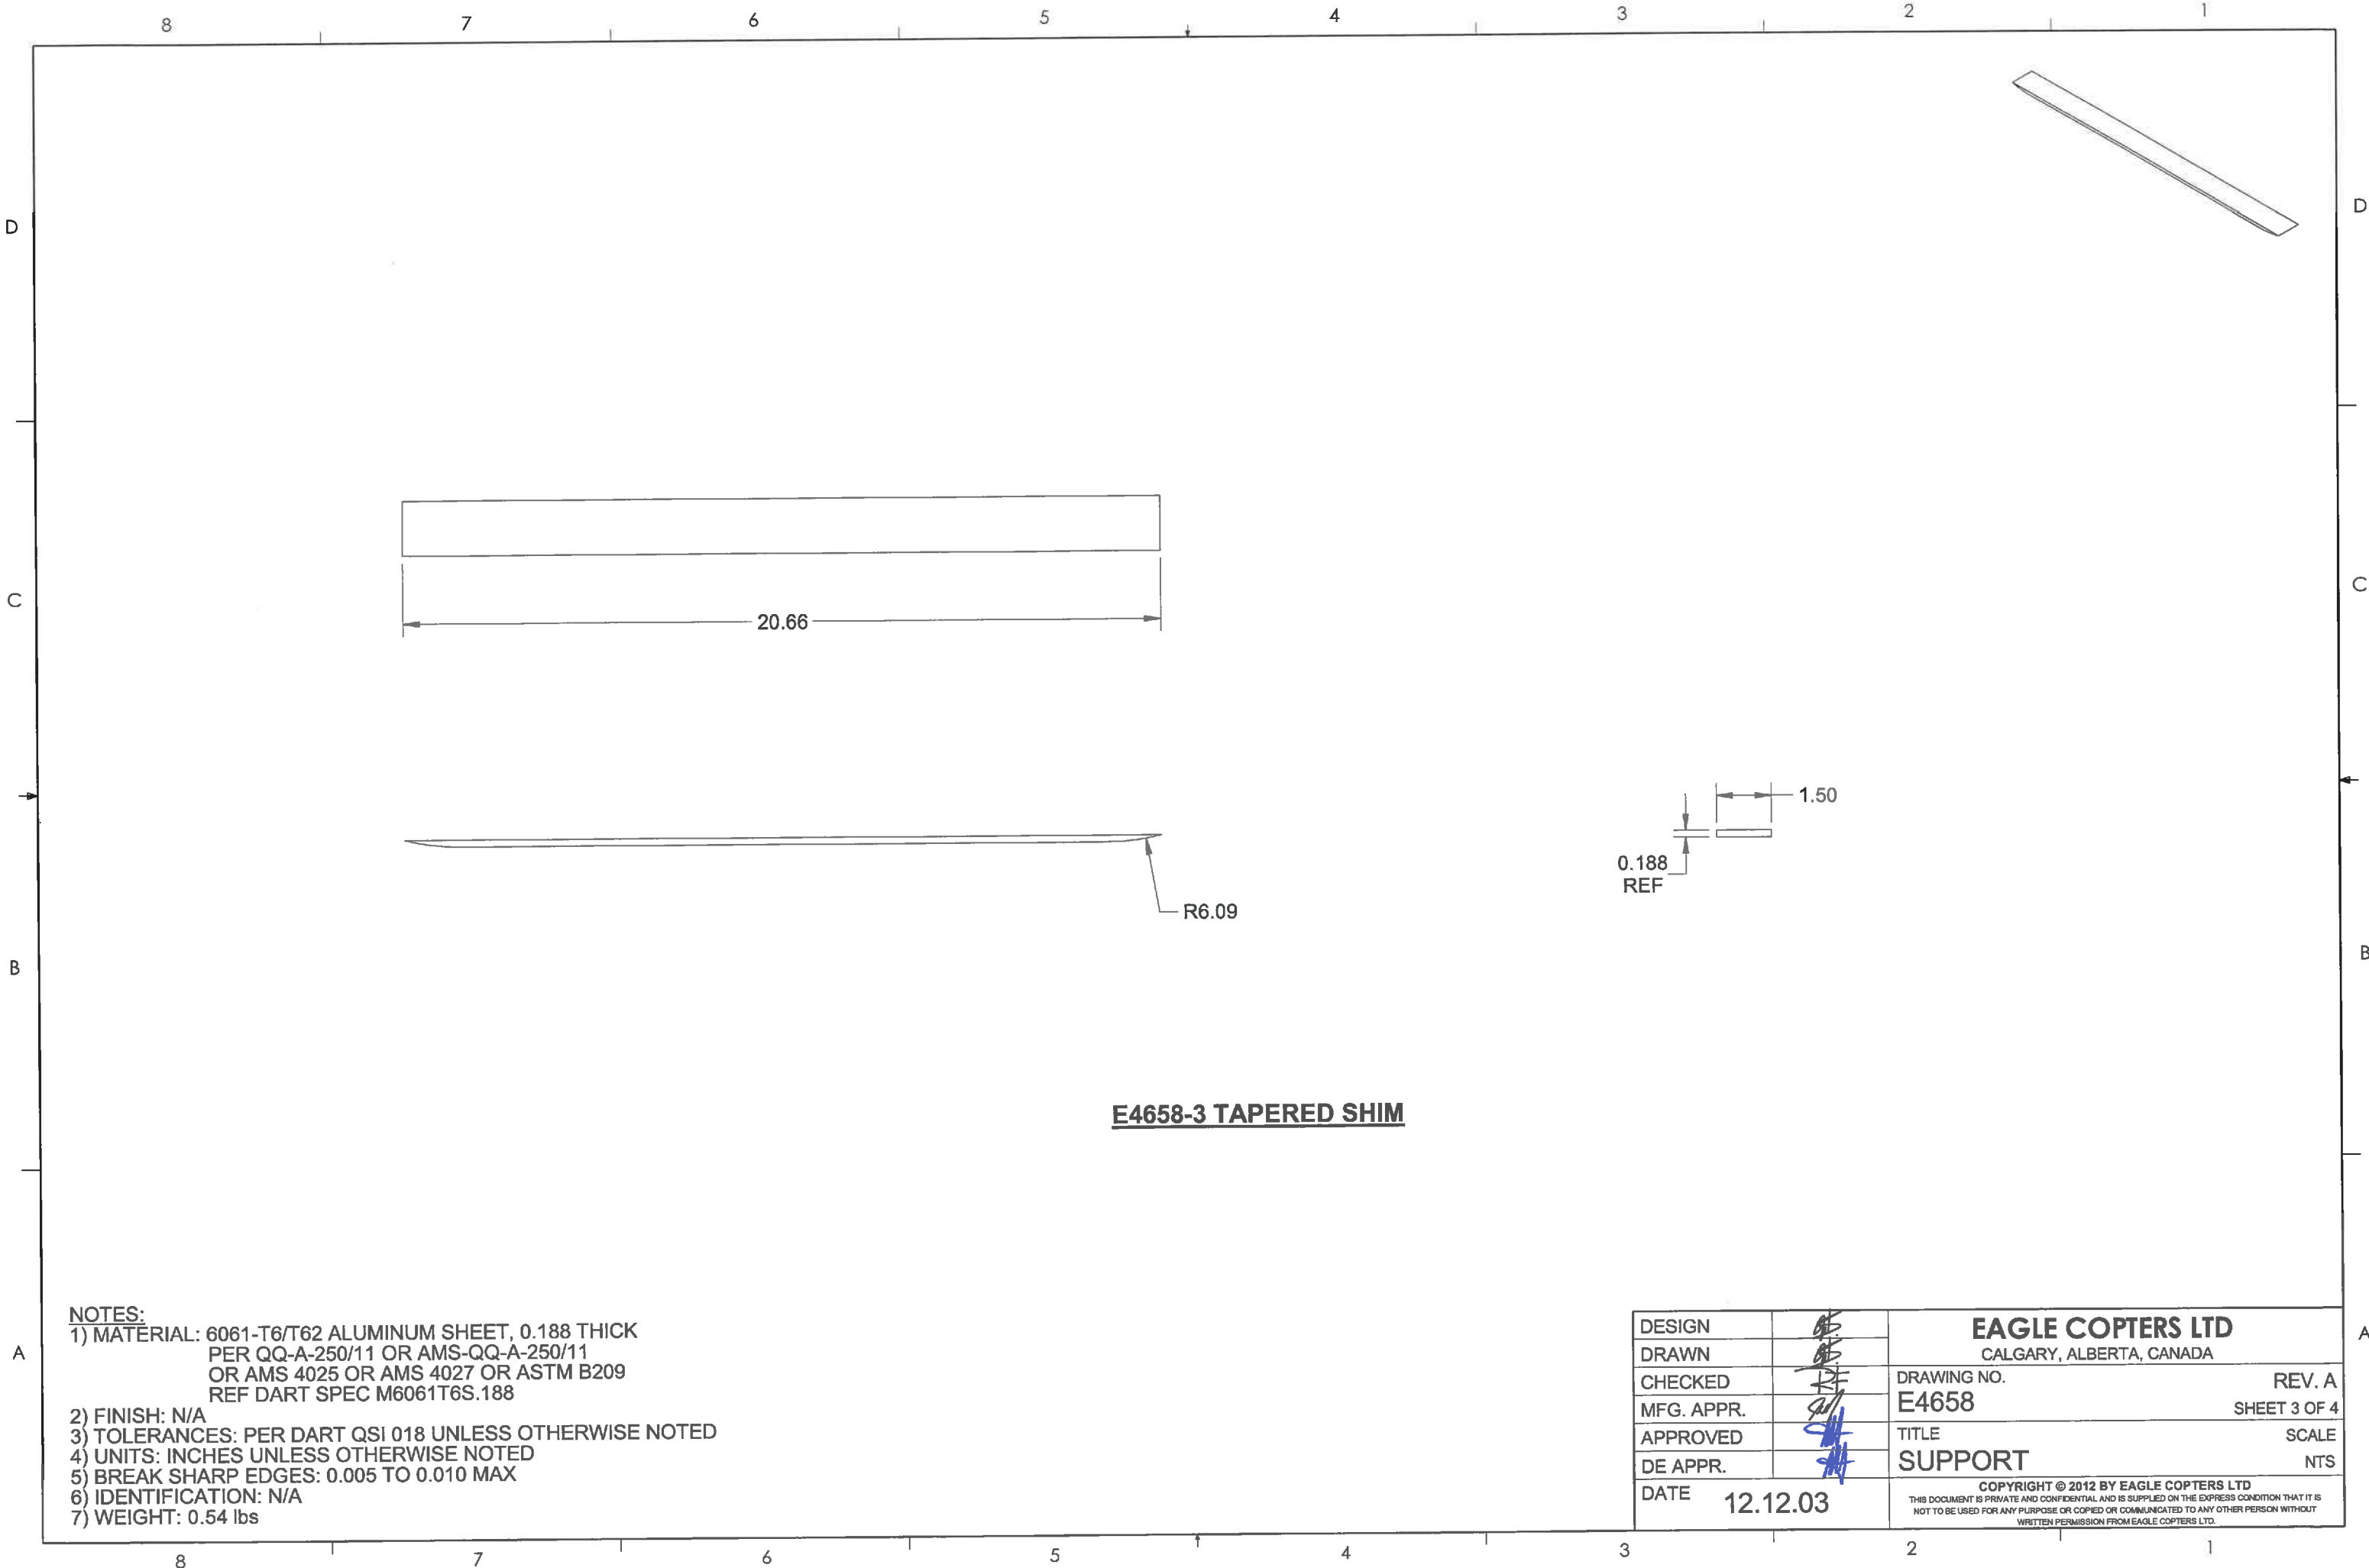 8 7 6 5 4 3 2 1
D D
20.66
C C
1.50
0.188
REF
R6.09
B B
E4658-3 TAPERED SHIM
NOTES:
1) MATERIAL: 6061-T6/T62 ALUMINUM SHEET, 0.188 THICK
PER QQ-A-250/11 OR AMS-QQ-A-250/11
OR AMS 4025 OR AMS 4027 OR ASTM B209
REF DART SPEC M6061T6S.188
2) FINISH: N/A
3) TOLERANCES: PER DART QSI 018 UNLESS OTHERWISE NOTED
4) UNITS: INCHES UNLESS OTHERWISE NOTED
5) BREAK SHARP EDGES: 0.005 TO 0.010 MAX
6) IDENTIFICATION: N/A
7) WEIGHT: 0.54 lbs
A A
DESIGN
DRAWN
CHECKED
MFG. APPR.
APPROVED
DE APPR.
DATE 12.12.03
EAGLE COPTERS LTD
CALGARY, ALBERTA, CANADA
DRAWING NO. REV. A
E4658 SHEET 3 OF 4
TITLE SCALE
SUPPORT NTS
COPYRIGHT © 2012 BY EAGLE COPTERS LTD
THIS DOCUMENT IS PRIVATE AND CONFIDENTIAL AND IS SUPPLIED ON THE EXPRESS CONDITION THAT IT IS
NOT TO BE USED FOR ANY PURPOSE OR COPIED OR COMMUNICATED TO ANY OTHER PERSON WITHOUT
WRITTEN PERMISSION FROM EAGLE COPTERS LTD.
8 7 6 5 4 3 2 1